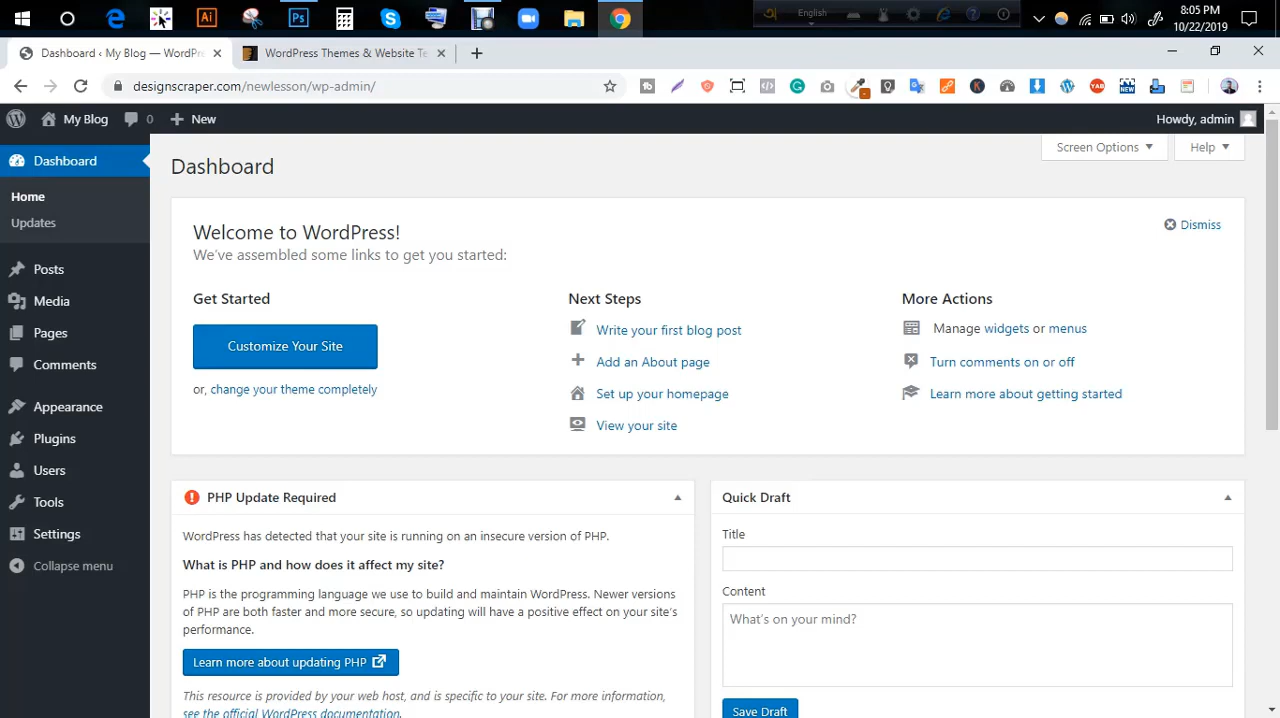 English
8:05 PM
10/22/2019
Dashboard ‹ My Blog — WordPr
WordPress Themes & Website Te
designscraper.com/newlesson/wp-admin/
My Blog
0
New
Howdy, admin
Dashboard
Home
Updates
Posts
Media
Pages
Comments
Appearance
Plugins
Users
Tools
Settings
Collapse menu
Screen Options
Help
Dashboard
Welcome to WordPress!
We've assembled some links to get you started:
Dismiss
Get Started
Customize Your Site
or, change your theme completely
Next Steps
Write your first blog post
Add an About page
Set up your homepage
View your site
More Actions
Manage widgets or menus
Turn comments on or off
Learn more about getting started
PHP Update Required
WordPress has detected that your site is running on an insecure version of PHP.
What is PHP and how does it affect my site?
PHP is the programming language we use to build and maintain WordPress. Newer versions
of PHP are both faster and more secure, so updating will have a positive effect on your site's
performance.
Learn more about updating PHP
This resource is provided by your web host, and is specific to your site. For more information,
see the official WordPress documentation.
Quick Draft
Title
Content
What's on your mind?
Save Draft